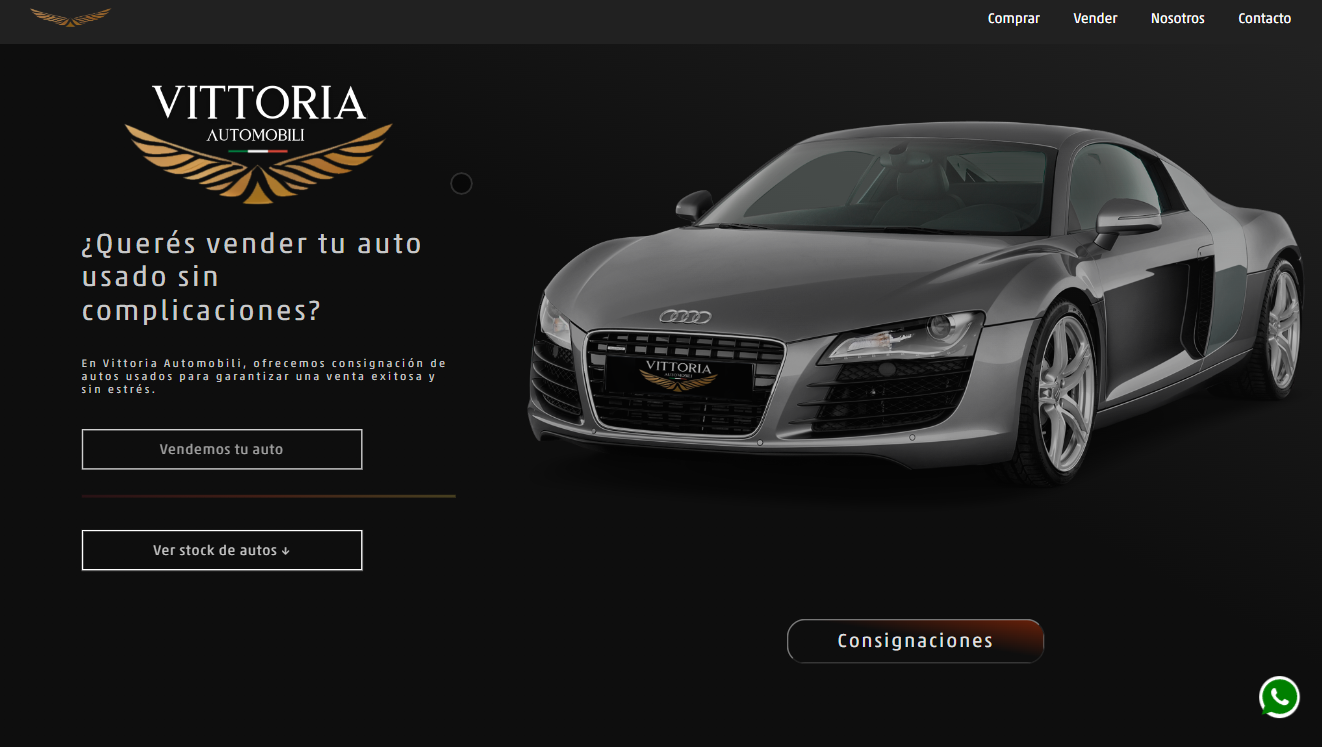 Comprar
Vender
Nosotros
Contacto
VITTORIA
AUTOMOBILI
¿Querés vender tu auto
usado sin
complicaciones?
En Vittoria Automobili, ofrecemos consignación de
autos usados para garantizar una venta exitosa y
sin estrés.
Vendemos tu auto
Ver stock de autos ↓
VITTORIA
AUTOMOBILI
Consignaciones